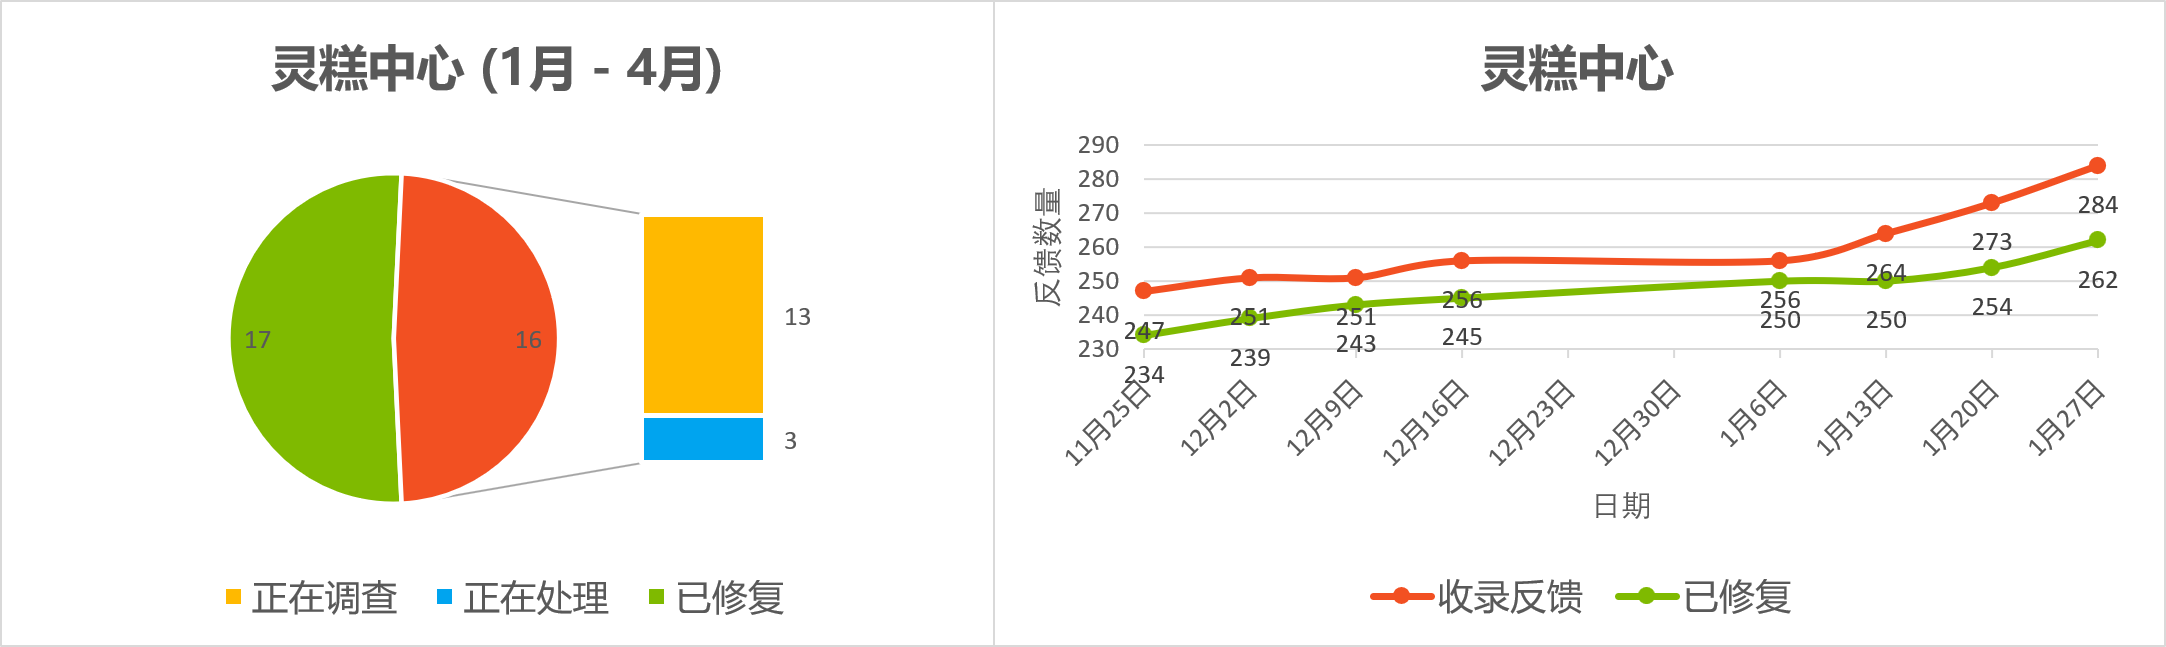 灵糕中心 (1月 - 4月)
17
16
13
3
正在调查
正在处理
已修复
灵糕中心
反馈数量
290
280
270
260
250
240
230
247
251
251
256
256
264
273
284
234
239
243
245
250
250
254
262
11月25日
12月2日
12月9日
12月16日
12月23日
12月30日
1月6日
1月13日
1月20日
1月27日
日期
收录反馈
已修复